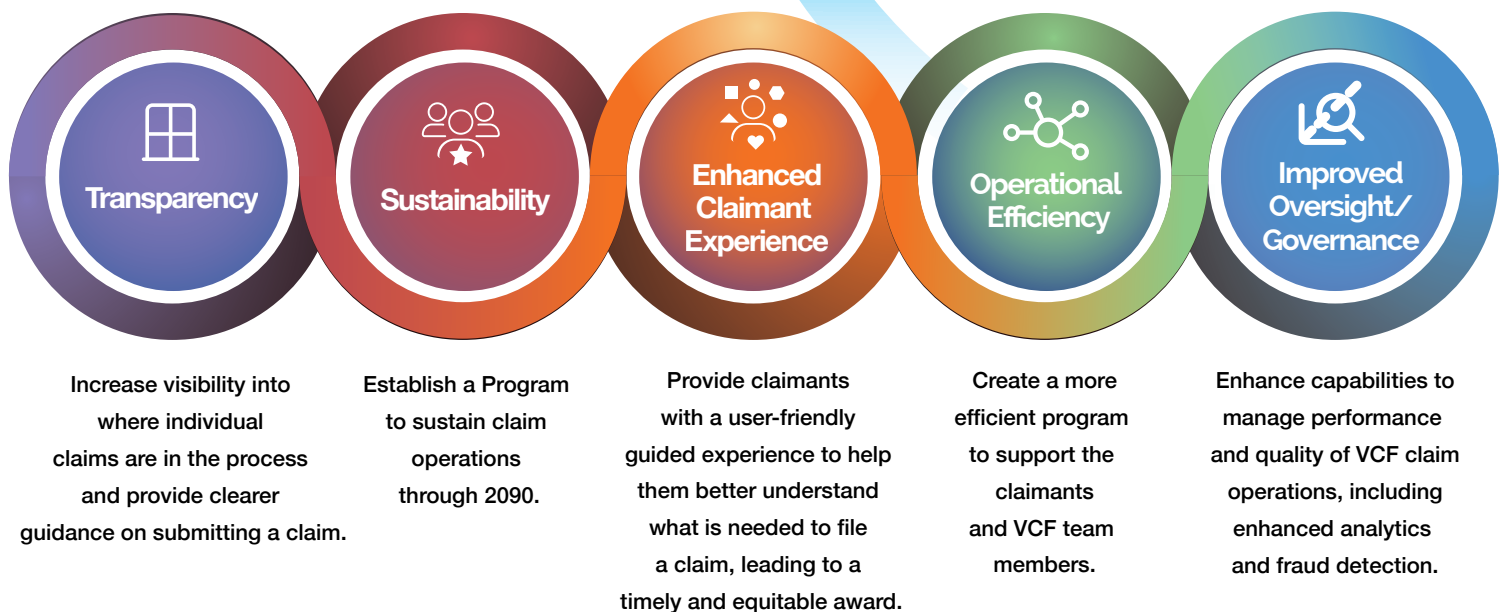 Transparency
Increase visibility into
where individual
claims are in the process
and provide clearer
guidance on submitting a claim.
Sustainability
Establish a Program
to sustain claim
operations
through 2090.
Enhanced
Claimant
Experience
Provide claimants
with a user-friendly
guided experience to help
them better understand
what is needed to file
a claim, leading to a
timely and equitable award.
Operational
Efficiency
Create a more
efficient program
to support the
claimants
and VCF team
members.
Improved
Oversight/
Governance
Enhance capabilities to
manage performance
and quality of VCF claim
operations, including
enhanced analytics
and fraud detection.